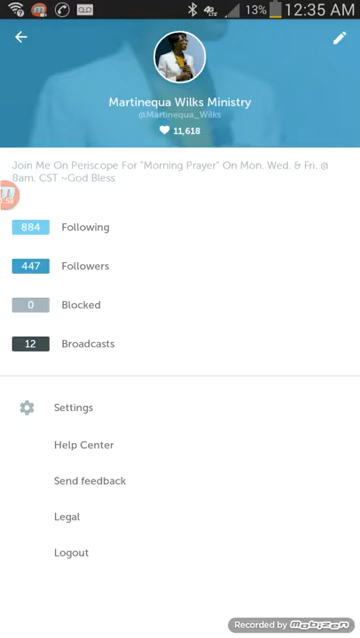 13% 12:35 AM
Martinequa Wilks Ministry
@Martinequa_Wilks
11,618
Join Me On Periscope For "Morning Prayer" On Mon. Wed. & Fri. @
8am. CST ~God Bless
884 Following
447 Followers
0 Blocked
12 Broadcasts
Settings
Help Center
Send feedback
Legal
Logout
Recorded by mobizen